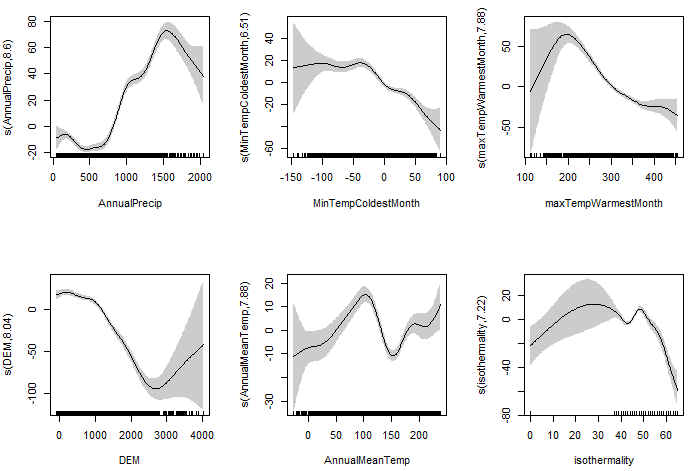 s(AnnualPrecip,8.6)
80
60
40
20
0
-20
0 500 1000 1500 2000
AnnualPrecip
s(MinTempColdestMonth,6.51)
60
20
-20
-60
-150 -100 -50 0 50 100
MinTempColdestMonth
s(maxTempWarmestMonth,7.88)
50
0
-50
100 200 300 400
maxTempWarmestMonth
s(DEM,8.04)
0
-50
-100
0 1000 2000 3000 4000
DEM
s(AnnualMeanTemp,7.88)
20
10
0
-10
-30
0 50 100 150 200
AnnualMeanTemp
s(isothermality,7.22)
20
0
-40
-80
0 10 20 30 40 50 60
isothermality